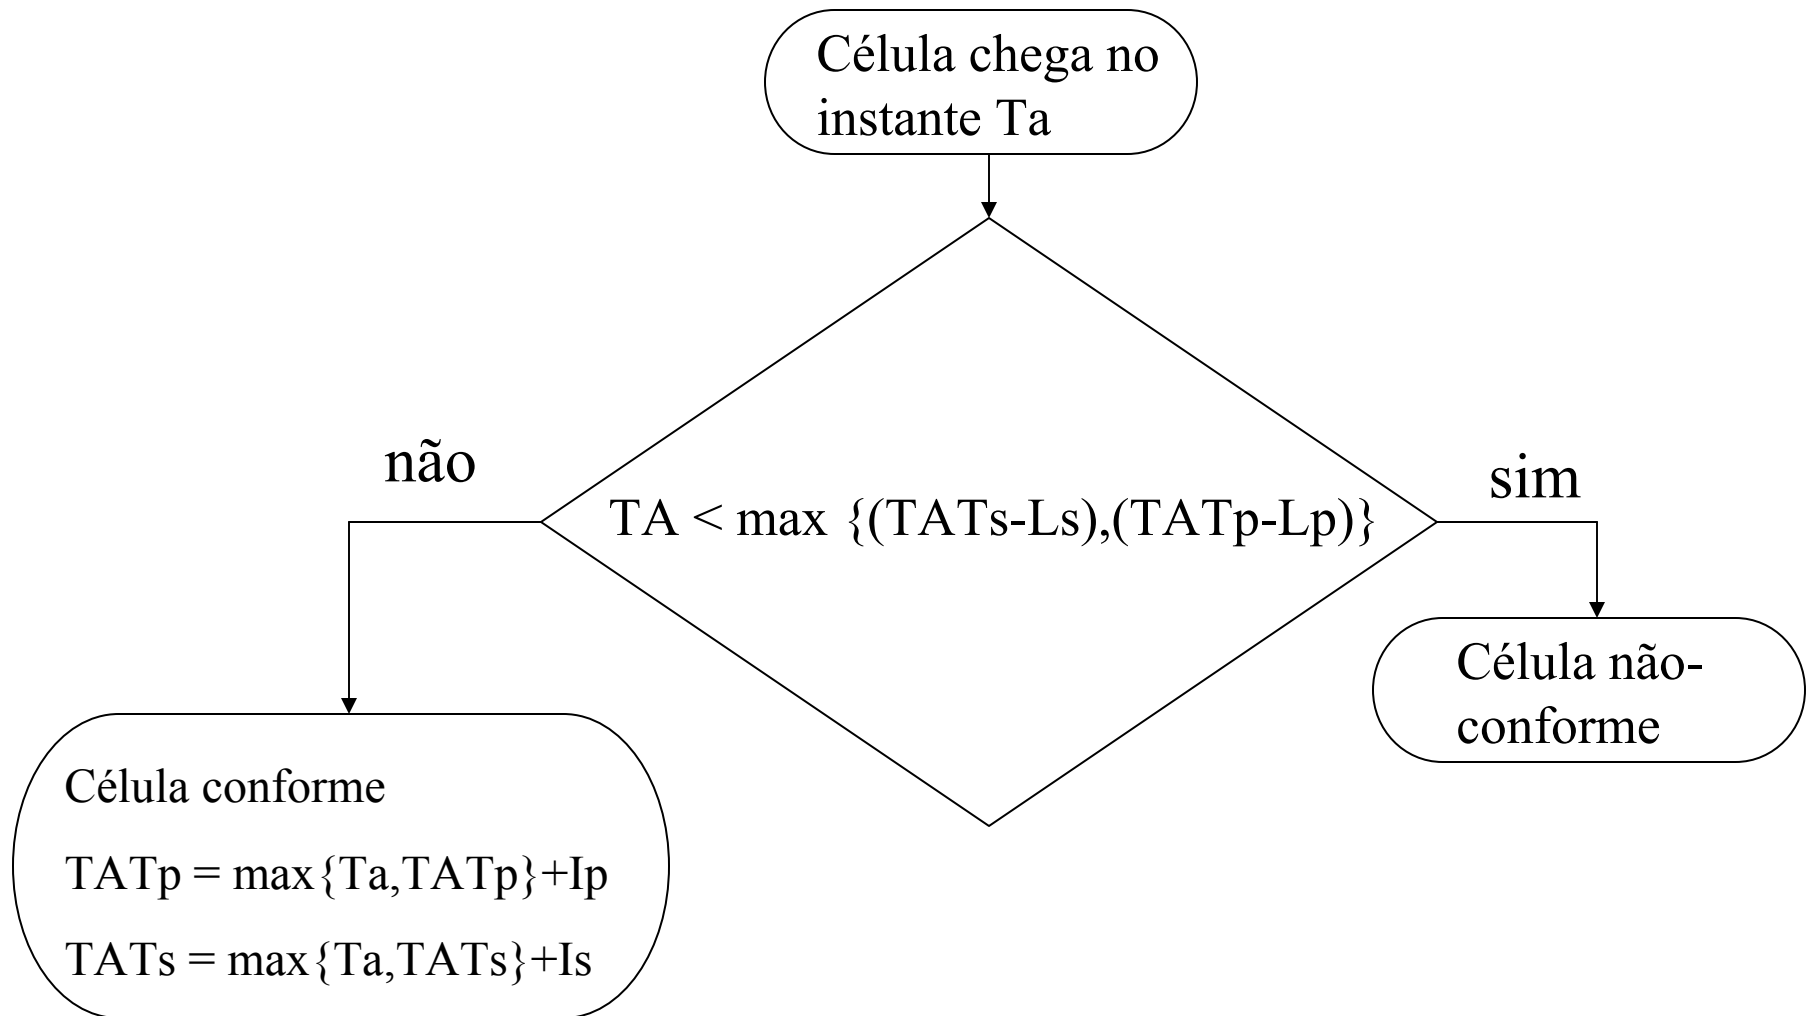 Célula chega no
instante Ta
não
sim
TA < max {(TATs-Ls),(TATp-Lp)}
Célula não-
conforme
Célula conforme
TATp = max{Ta,TATp}+Ip
TATs = max{Ta,TATs}+Is